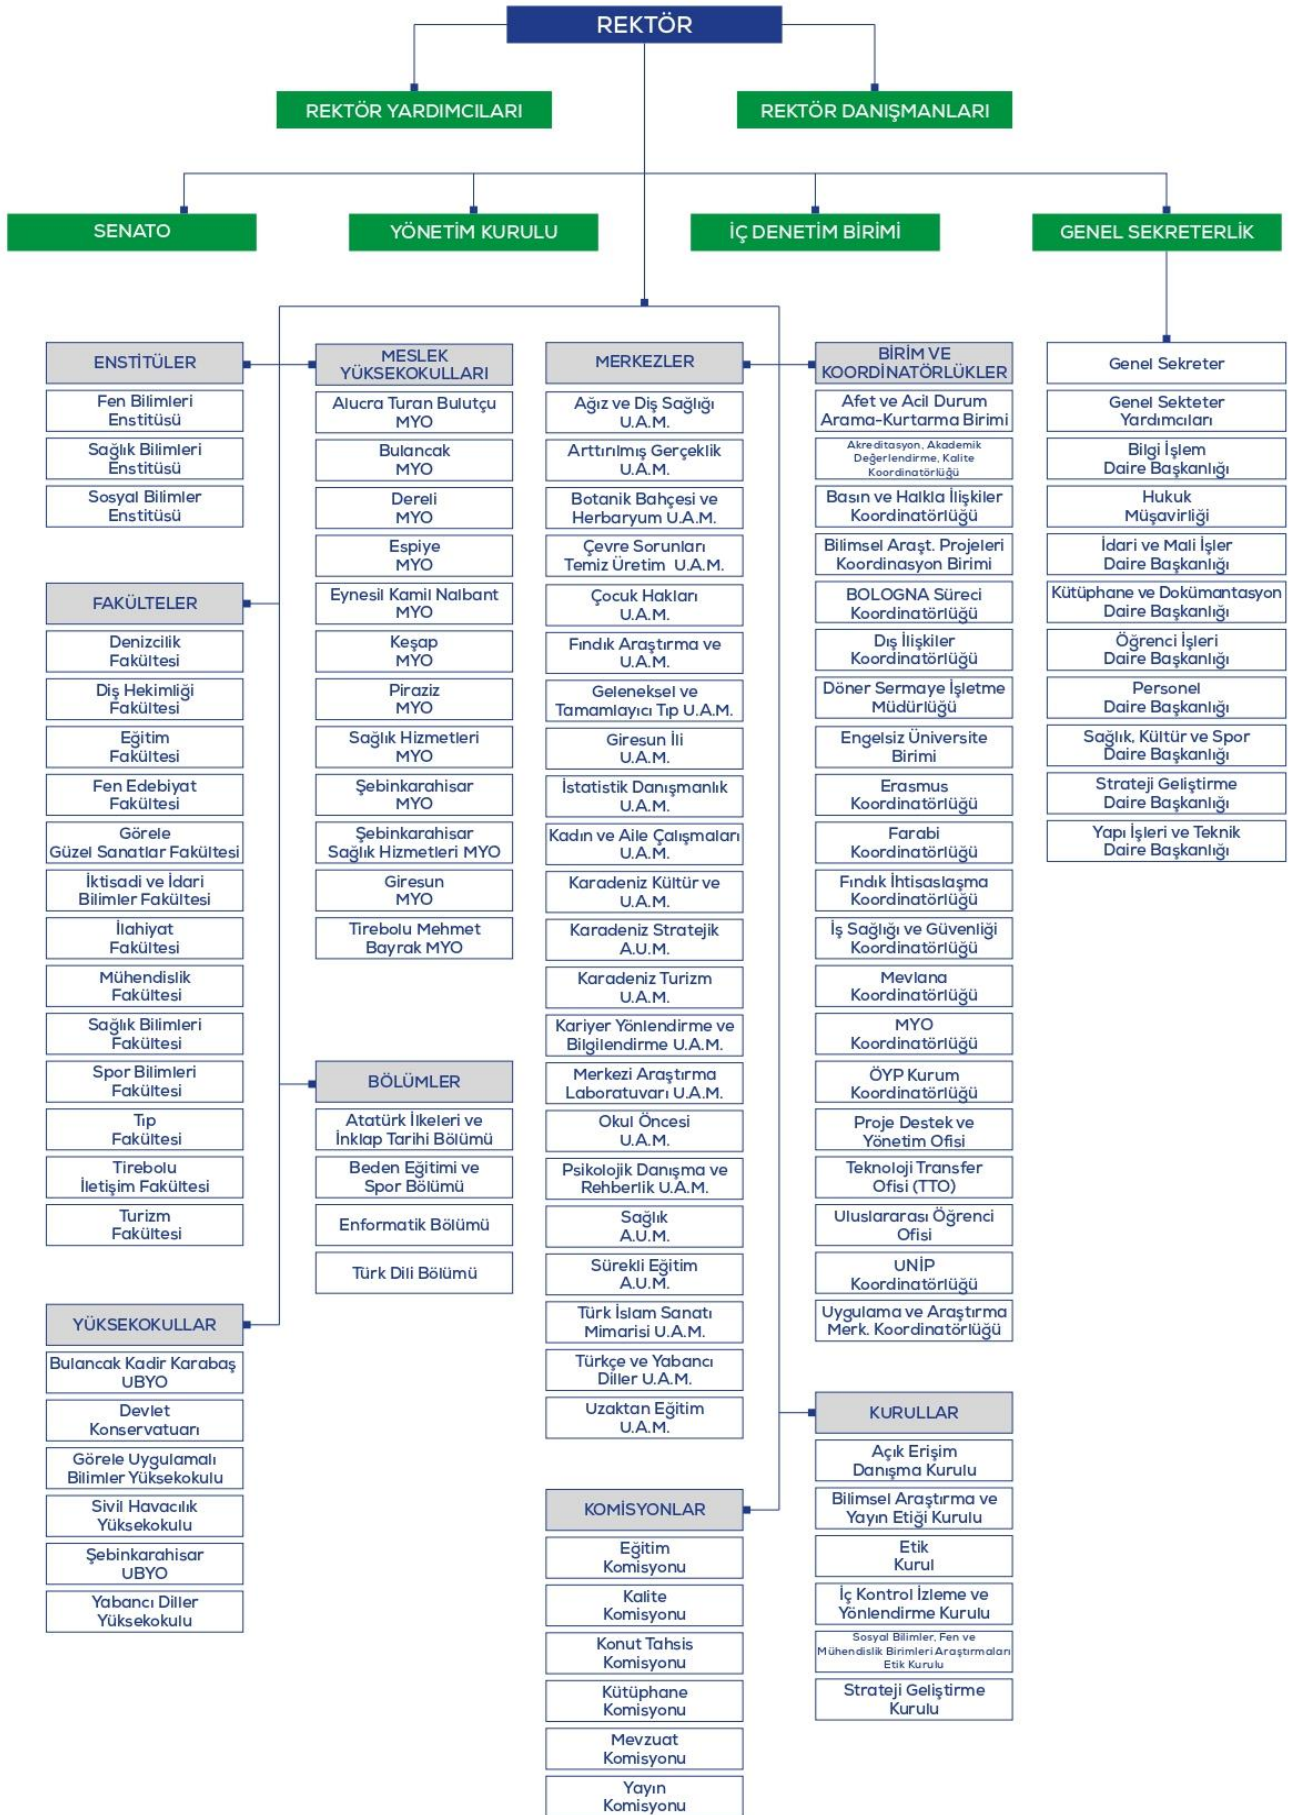 REKTÖR
REKTÖR YARDIMCILARI
REKTÖR DANIŞMANLARI
SENATO
YÖNETİM KURULU
İÇ DENETİM BİRİMİ
GENEL SEKRETERLİK
ENSTİTÜLER
Fen Bilimleri
Enstitüsü
Sağlık Bilimleri
Enstitüsü
Sosyal Bilimler
Enstitüsü
FAKÜLTELER
Denizcilik
Fakültesi
Diş Hekimliği
Fakültesi
Eğitim
Fakültesi
Fen Edebiyat
Fakültesi
Görele
Güzel Sanatlar Fakültesi
İktisadi ve İdari
Bilimler Fakültesi
İlahiyat
Fakültesi
Mühendislik
Fakültesi
Sağlık Bilimleri
Fakültesi
Spor Bilimleri
Fakültesi
Tıp
Fakültesi
Tirebolu
İletişim Fakültesi
Turizm
Fakültesi
YÜKSEKOKULLAR
Bulancak Kadir Karabaş
UBYO
Devlet
Konservatuarı
Görele Uygulamalı
Bilimler Yüksekokulu
Sivil Havacılık
Yüksekokulu
Şebinkarahisar
UBYO
Yabancı Diller
Yüksekokulu
MESLEK
YÜKSEKOKULLARI
Alucra Turan Bulutçu
MYO
Bulancak
MYO
Dereli
MYO
Espiye
MYO
Eynesil Kamil Nalbant
MYO
Keşap
MYO
Piraziz
MYO
Sağlık Hizmetleri
MYO
Şebinkarahisar
MYO
Şebinkarahisar
Sağlık Hizmetleri MYO
Giresun
MYO
Tirebolu Mehmet
Bayrak MYO
BÖLÜMLER
Atatürk İlkeleri ve
İnklap Tarihi Bölümü
Beden Eğitimi ve
Spor Bölümü
Enformatik Bölümü
Türk Dili Bölümü
MERKEZLER
Ağız ve Diş Sağlığı
U.A.M.
Arttırılmış Gerçeklik
U.A.M.
Botanik Bahçesi ve
Herbaryum U.A.M.
Çevre Sorunları
Temiz Üretim U.A.M.
Çocuk Hakları
U.A.M.
Fındık Araştırma ve
U.A.M.
Geleneksel ve
Tamamlayıcı Tıp U.A.M.
Giresun İli
U.A.M.
İstatistik Danışmanlık
U.A.M.
Kadın ve Aile Çalışmaları
U.A.M.
Karadeniz Kültür ve
U.A.M.
Karadeniz Stratejik
A.U.M.
Karadeniz Turizm
U.A.M.
Kariyer Yönlendirme ve
Bilgilendirme U.A.M.
Merkezi Araştırma
Laboratuvarı U.A.M.
Okul Öncesi
U.A.M.
Psikolojik Danışma ve
Rehberlik U.A.M.
Sağlık
A.U.M.
Sürekli Eğitim
A.U.M.
Türk İslam Sanatı
Mimarisi U.A.M.
Türkçe ve Yabancı
Diller U.A.M.
Uzaktan Eğitim
U.A.M.
KOMİSYONLAR
Eğitim
Komisyonu
Kalite
Komisyonu
Konut Tahsis
Komisyonu
Kütüphane
Komisyonu
Mevzuat
Komisyonu
Yayın
Komisyonu
BİRİM VE
KOORDİNATÖRLÜKLER
Afet ve Acil Durum
Arama-Kurtarma Birimi
Akreditasyon, Akademik
Değerlendirme, Kalite
Koordinatörlüğü
Basın ve Halkla İlişkiler
Koordinatörlüğü
Bilimsel Araşt. Projeleri
Koordinasyon Birimi
BOLOGNA Süreci
Koordinatörlüğü
Dış İlişkiler
Koordinatörlüğü
Döner Sermaye İşletme
Müdürlüğü
Engelsiz Üniversite
Birimi
Erasmus
Koordinatörlüğü
Farabi
Koordinatörlüğü
Fındık İhtisaslaşma
Koordinatörlüğü
İş Sağlığı ve Güvenliği
Koordinatörlüğü
Mevlana
Koordinatörlüğü
MYO
Koordinatörlüğü
ÖYP Kurum
Koordinatörlüğü
Proje Destek ve
Yönetim Ofisi
Teknoloji Transfer
Ofisi (TTO)
Uluslararası Öğrenci
Ofisi
UNİP
Koordinatörlüğü
Uygulama ve Araştırma
Merk. Koordinatörlüğü
KURULLAR
Açık Erişim
Danışma Kurulu
Bilimsel Araştırma ve
Yayın Etiği Kurulu
Etik
Kurul
İç Kontrol İzleme ve
Yönlendirme Kurulu
Sosyal Bilimler, Fen ve
Mühendislik Birimleri Araştırmaları
Etik Kurulu
Strateji Geliştirme
Kurulu
Genel Sekreter
Genel Sekteter
Yardımcıları
Bilgi İşlem
Daire Başkanlığı
Hukuk
Müşavirliği
İdari ve Mali İşler
Daire Başkanlığı
Kütüphane ve Dokümantasyon
Daire Başkanlığı
Öğrenci İşleri
Daire Başkanlığı
Personel
Daire Başkanlığı
Sağlık, Kültür ve Spor
Daire Başkanlığı
Strateji Geliştirme
Daire Başkanlığı
Yapı İşleri ve Teknik
Daire Başkanlığı